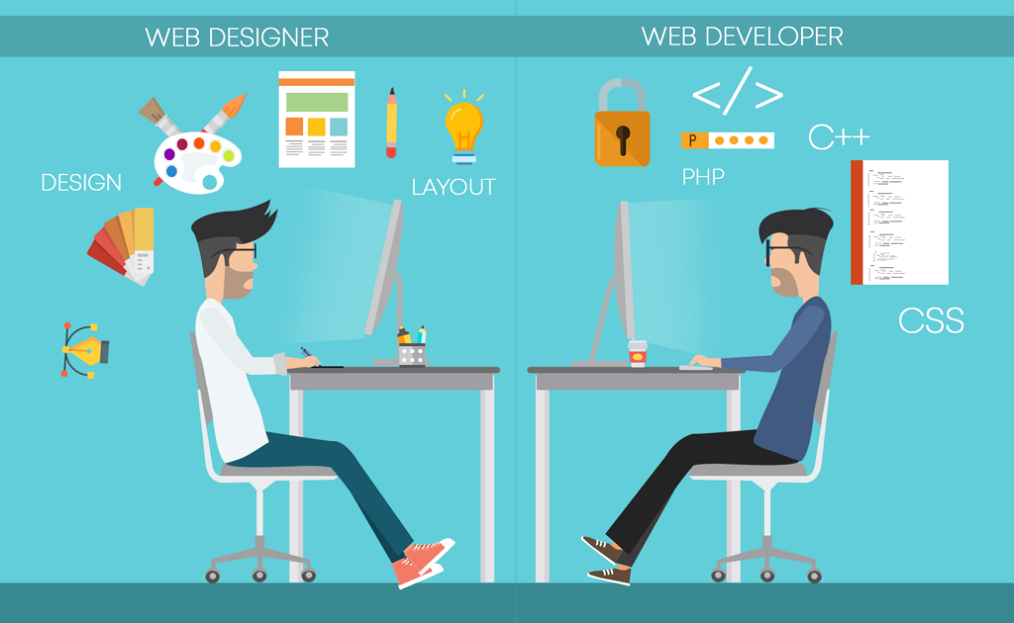 WEB DESIGNER
DESIGN
LAYOUT
WEB DEVELOPER
</>
P
PHP
C++
CSS